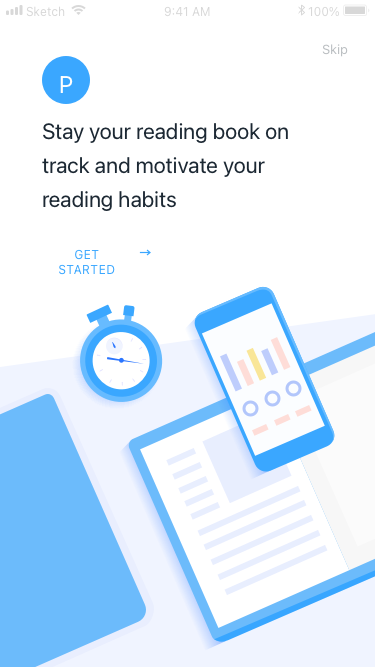 Sketch 9:41 AM 100%
Skip
P
Stay your reading book on
track and motivate your
reading habits
GET →
STARTED